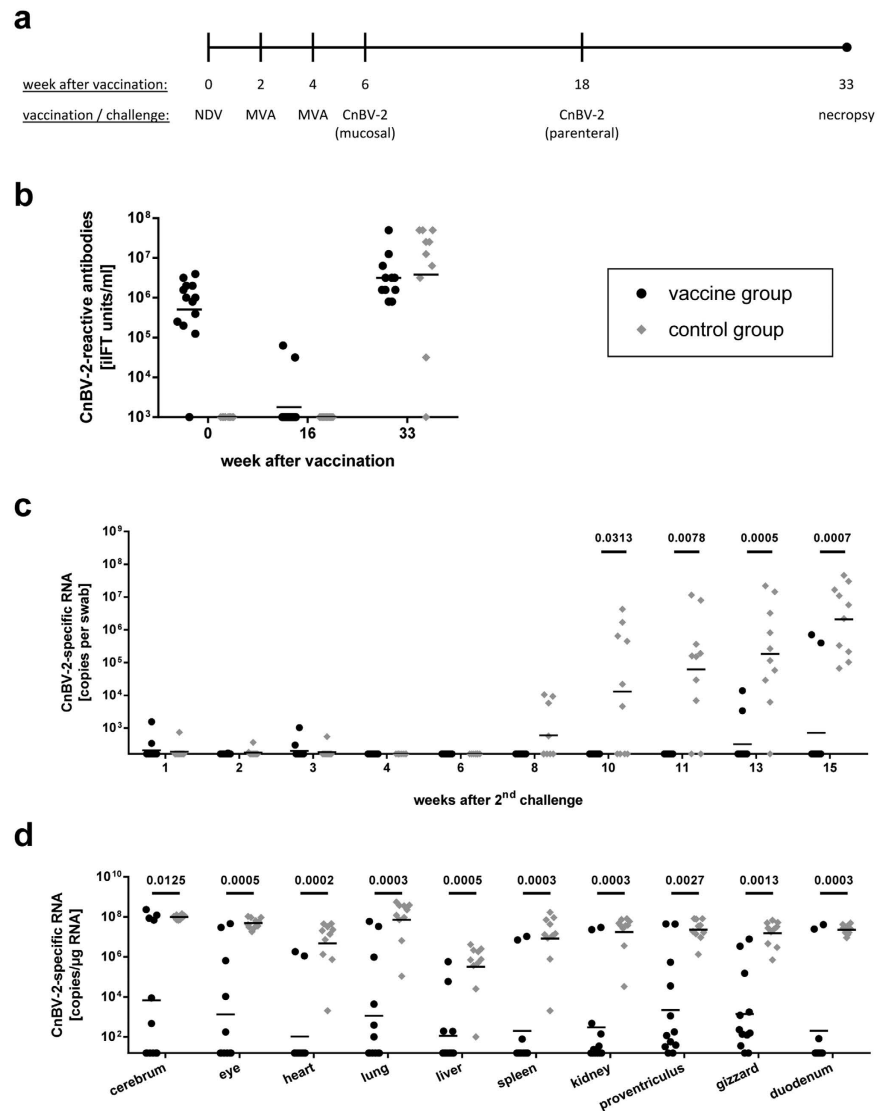 a
week after vaccination: 0 2 4 6 18 33
vaccination / challenge: NDV MVA MVA CnBV-2 (mucosal) CnBV-2 (parenteral) necropsy
b
CnBV-2-reactive antibodies
[iIFT units/ml]
10⁸
10⁷
10⁶
10⁵
10⁴
10³
0 16 33
week after vaccination
vaccine group
control group
c
CnBV-2-specific RNA
[copies per swab]
10⁹
10⁸
10⁷
10⁶
10⁵
10⁴
10³
0.0313 0.0078 0.0005 0.0007
1 2 3 4 6 8 10 11 13 15
weeks after 2ⁿᵈ challenge
d
CnBV-2-specific RNA
[copies/µg RNA]
10¹⁰
10⁸
10⁶
10⁴
10²
0.0125 0.0005 0.0002 0.0003 0.0005 0.0003 0.0003 0.0027 0.0013 0.0003
cerebrum eye heart lung liver spleen kidney proventriculus gizzard duodenum